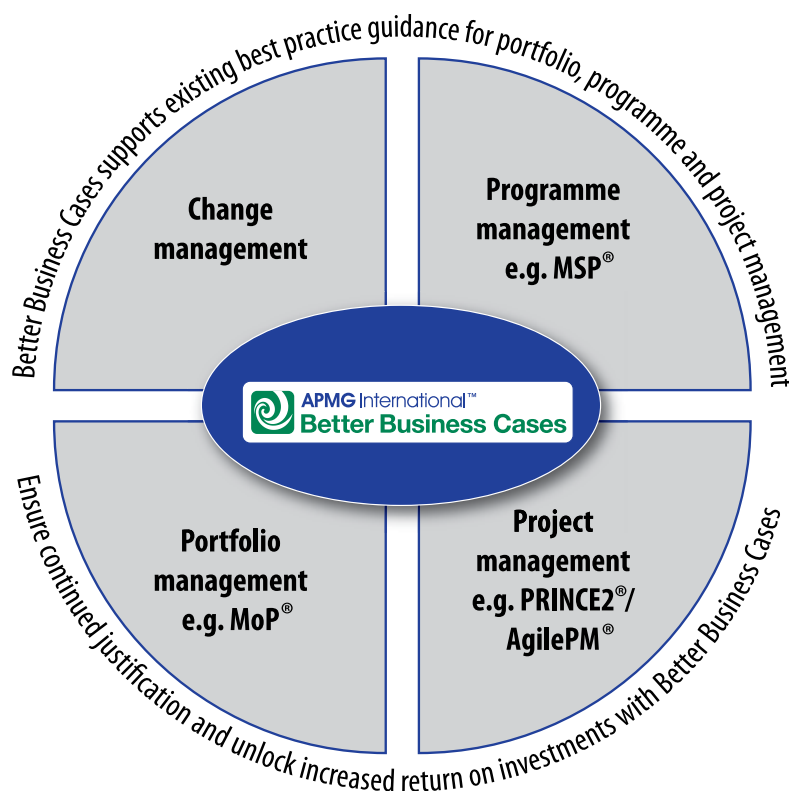 Better Business Cases supports existing best practice guidance for portfolio, programme and project management
Change
management
Programme
management
e.g. MSP®
APMG International™
Better Business Cases
Portfolio
management
e.g. MoP®
Project
management
e.g. PRINCE2®/
AgilePM®
Ensure continued justification and unlock increased return on investments with Better Business Cases